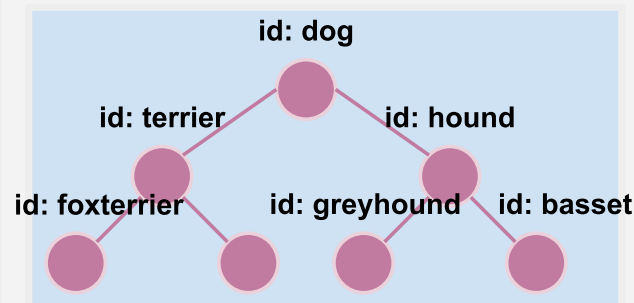 id: dog
id: terrier
id: hound
id: foxterrier
id: greyhound
id: basset